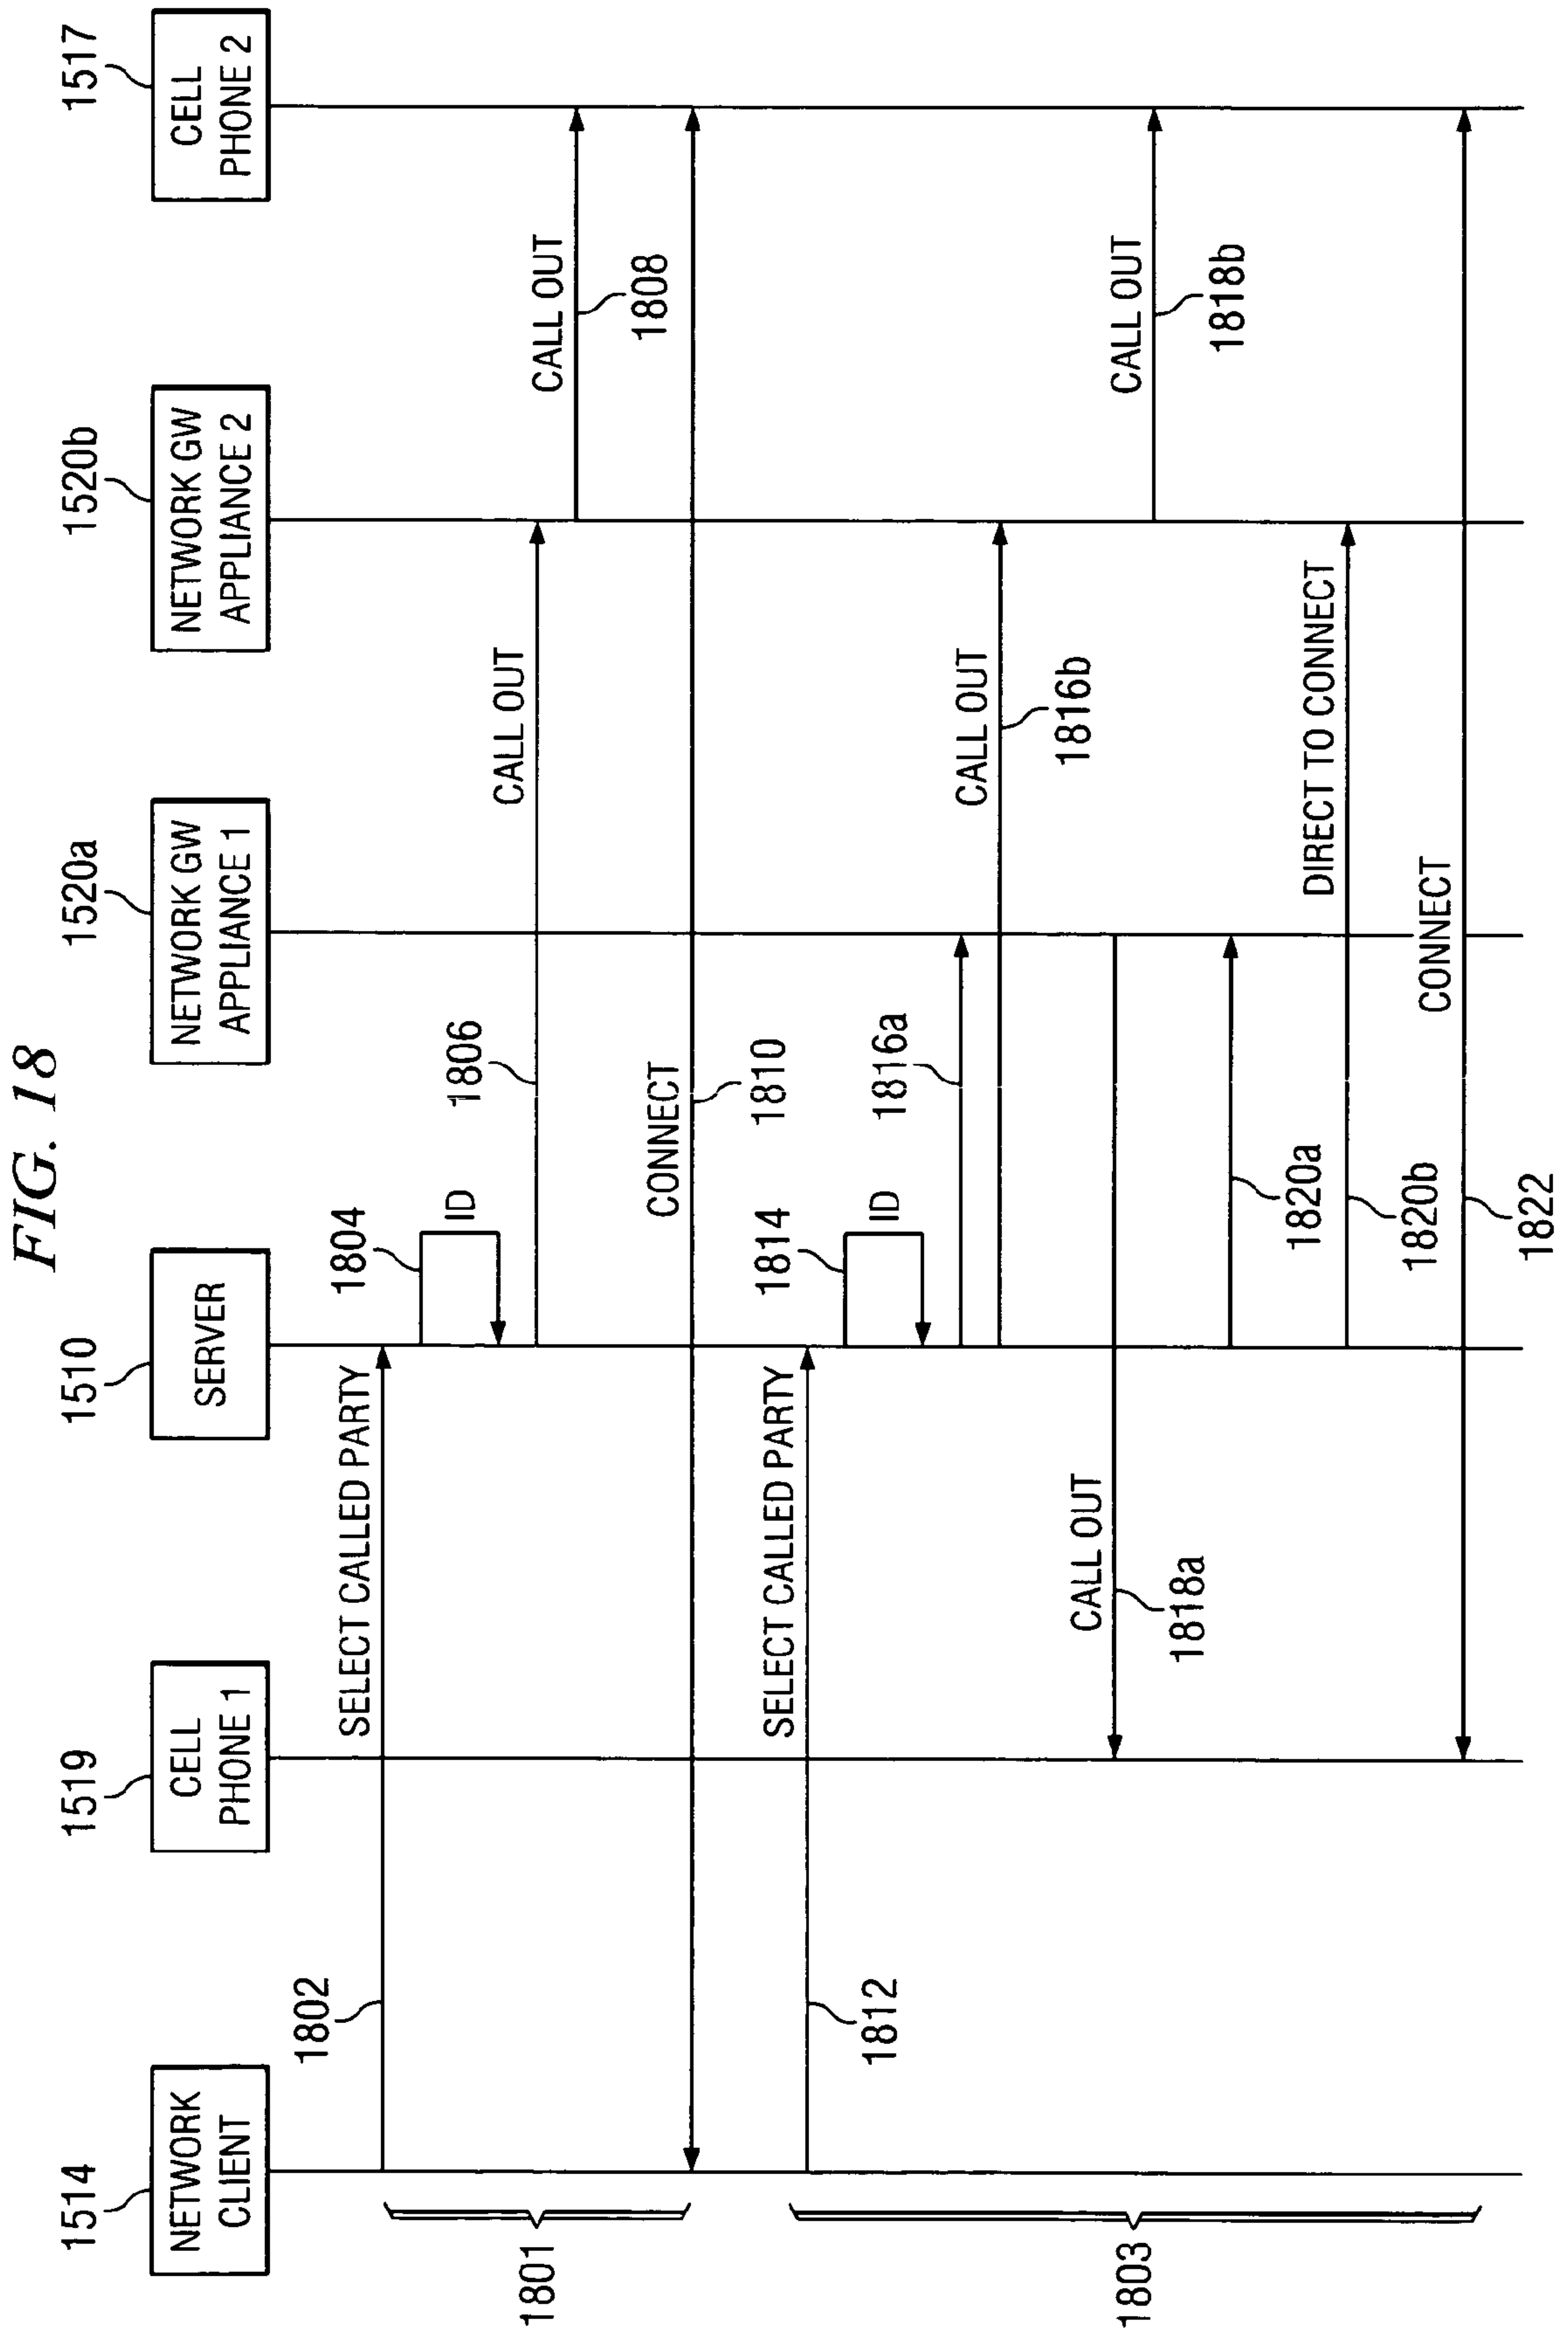 FIG. 18
1514
NETWORK
CLIENT
1519
CELL
PHONE 1
1510
SERVER
1520a
NETWORK GW
APPLIANCE 1
1520b
NETWORK GW
APPLIANCE 2
1517
CELL
PHONE 2
1801
1802
SELECT CALLED PARTY
1804
ID
1806
CALL OUT
CALL OUT
1808
CONNECT
1810
1803
SELECT CALLED PARTY
1812
1814
ID
1816a
CALL OUT
1816b
CALL OUT
1818a
CALL OUT
1818b
1820a
DIRECT TO CONNECT
1820b
CONNECT
1822